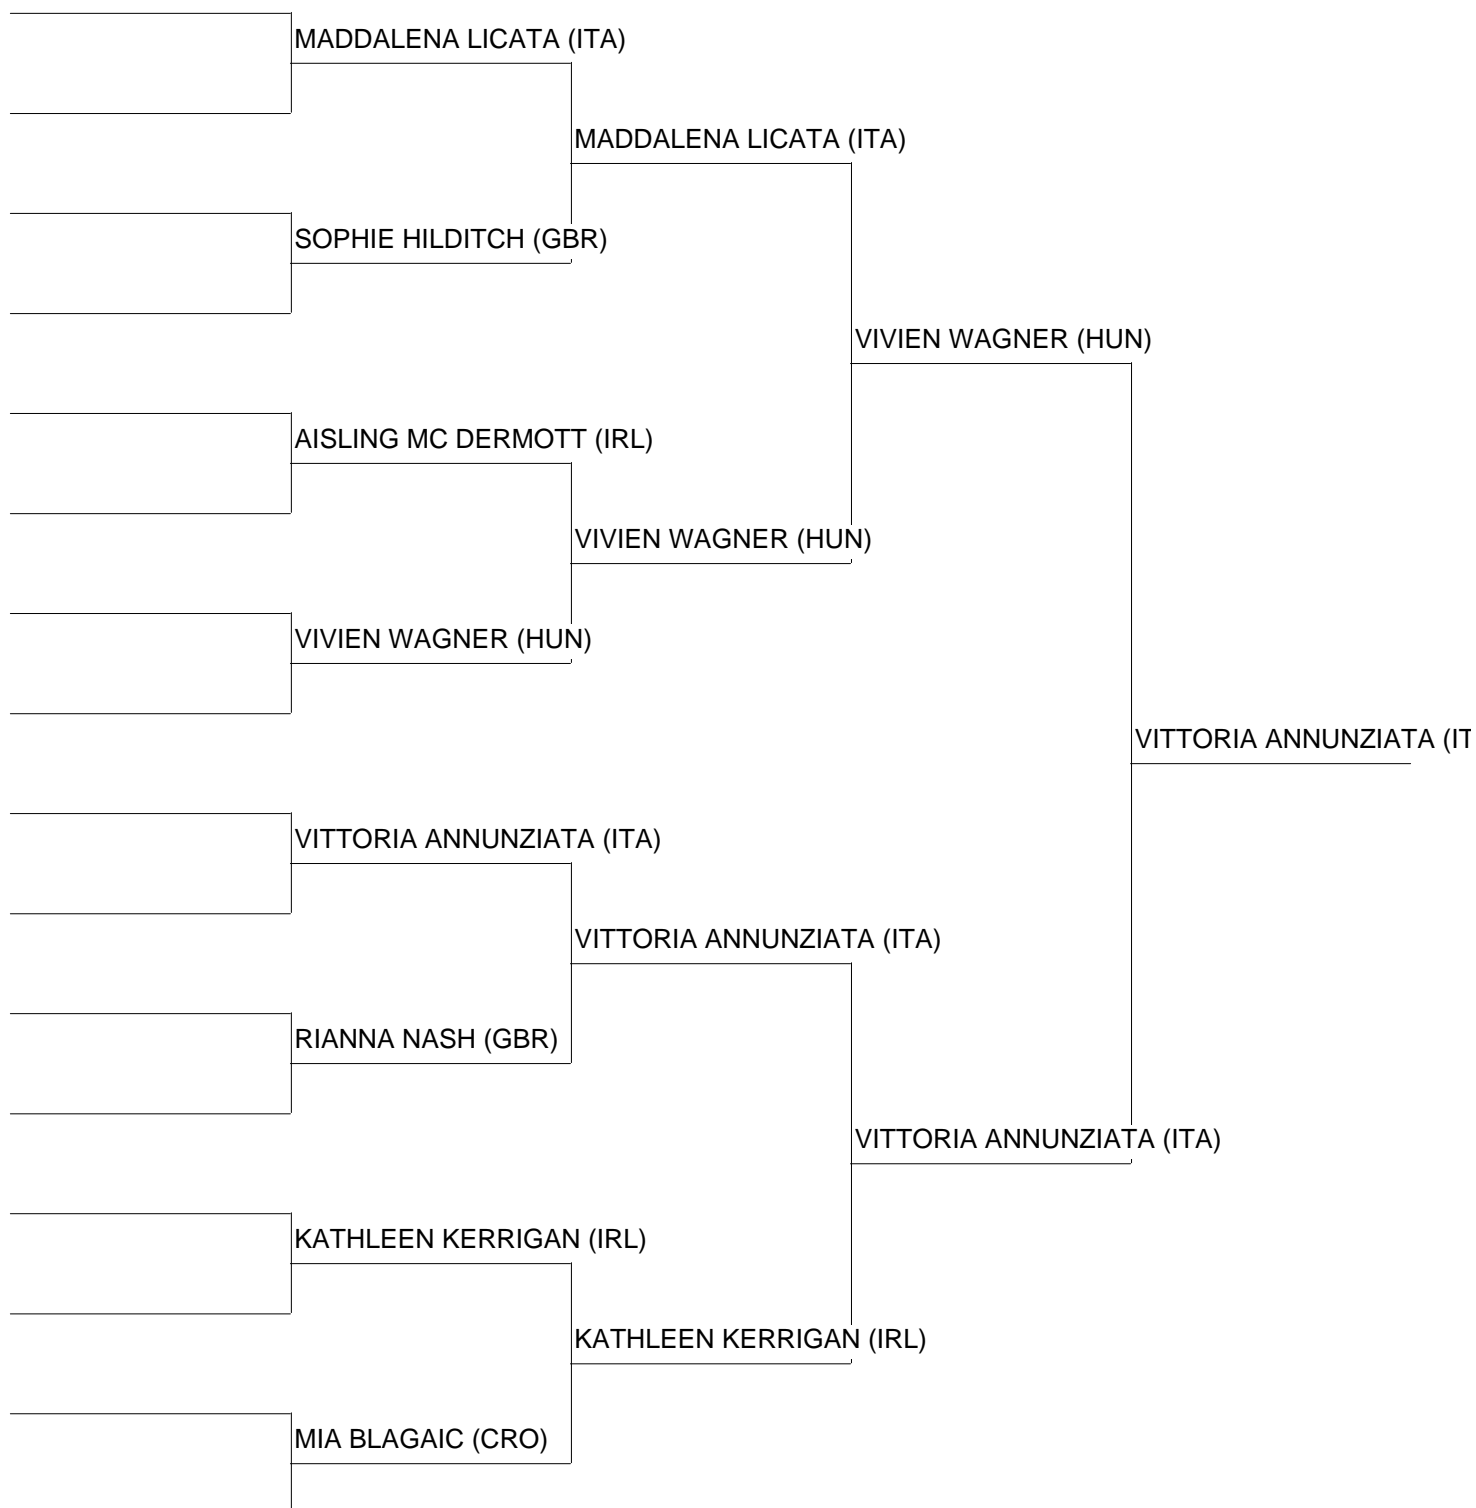 MADDALENA LICATA (ITA)
MADDALENA LICATA (ITA)
SOPHIE HILDITCH (GBR)
VIVIEN WAGNER (HUN)
AISLING MC DERMOTT (IRL)
VIVIEN WAGNER (HUN)
VIVIEN WAGNER (HUN)
VITTORIA ANNUNZIATA (IT
VITTORIA ANNUNZIATA (ITA)
VITTORIA ANNUNZIATA (ITA)
RIANNA NASH (GBR)
VITTORIA ANNUNZIATA (ITA)
KATHLEEN KERRIGAN (IRL)
KATHLEEN KERRIGAN (IRL)
MIA BLAGAIC (CRO)